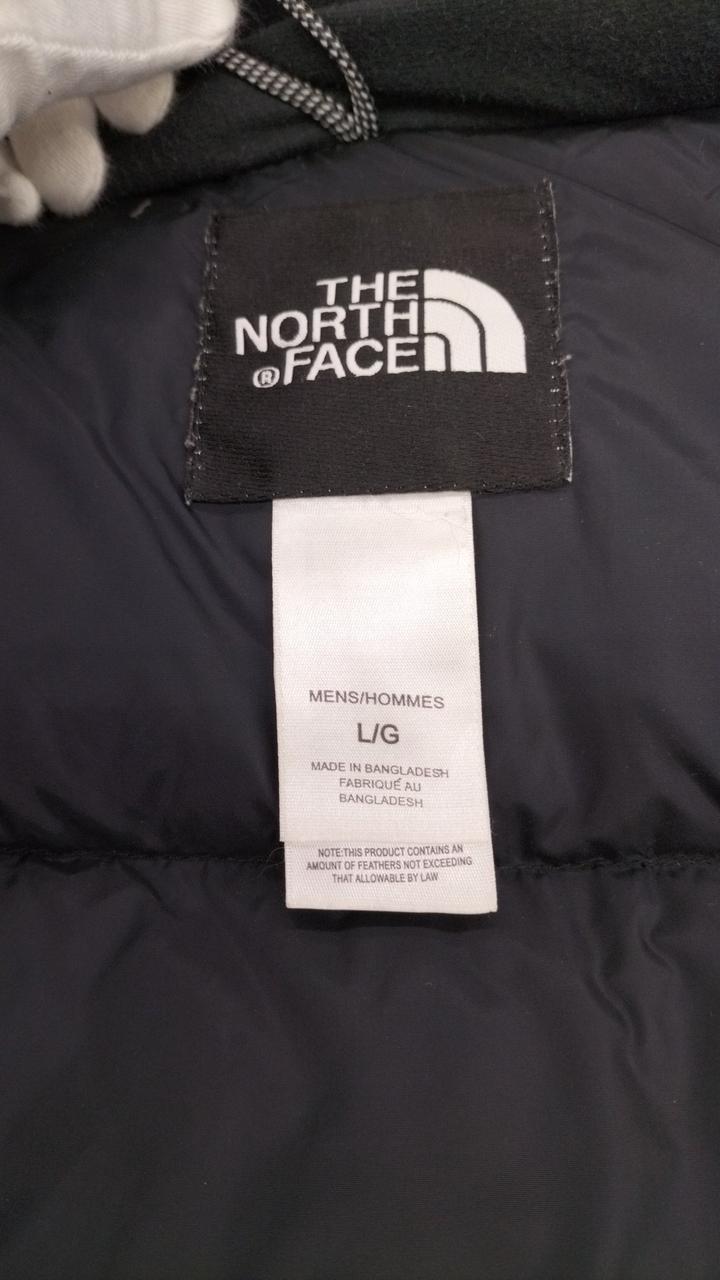 THE
NORTH
®FACE
MENS/HOMMES
L/G
MADE IN BANGLADESH
FABRIQUÉ AU
BANGLADESH
NOTE:THIS PRODUCT CONTAINS AN
AMOUNT OF FEATHERS NOT EXCEEDING
THAT ALLOWABLE BY LAW